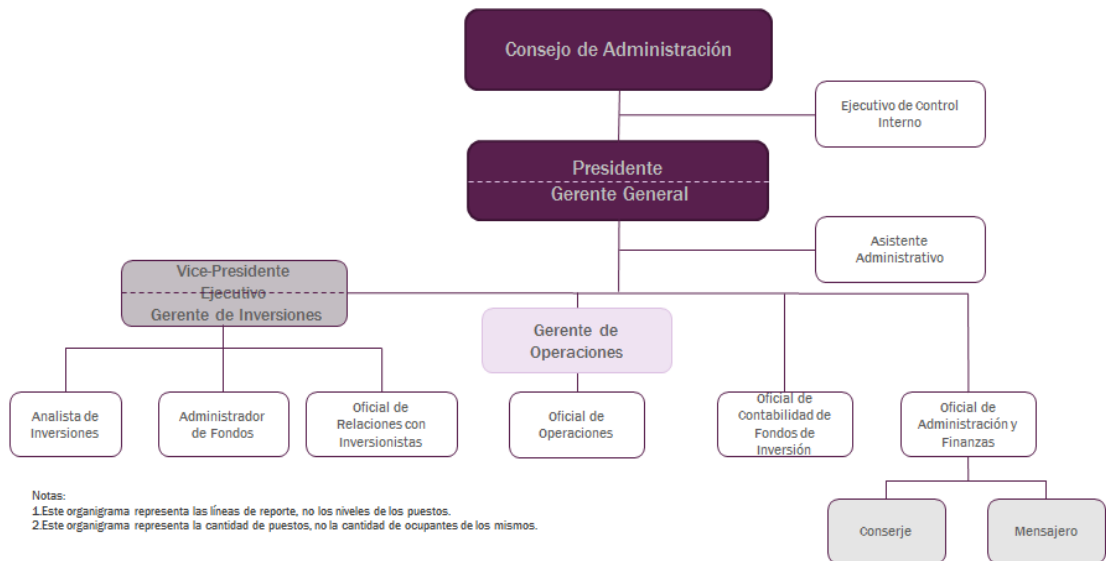 Consejo de Administración
Ejecutivo de Control
Interno
Presidente
Gerente General
Asistente
Administrativo
Vice-Presidente
Ejecutivo
Gerente de Inversiones
Gerente de
Operaciones
Analista de
Inversiones
Administrador
de Fondos
Oficial de
Relaciones con
Inversionistas
Oficial de
Operaciones
Oficial de
Contabilidad de
Fondos de
Inversión
Oficial de
Administración y
Finanzas
Conserje
Mensajero
Notas:
1.Este organigrama representa las líneas de reporte, no los niveles de los puestos.
2.Este organigrama representa la cantidad de puestos, no la cantidad de ocupantes de los mismos.